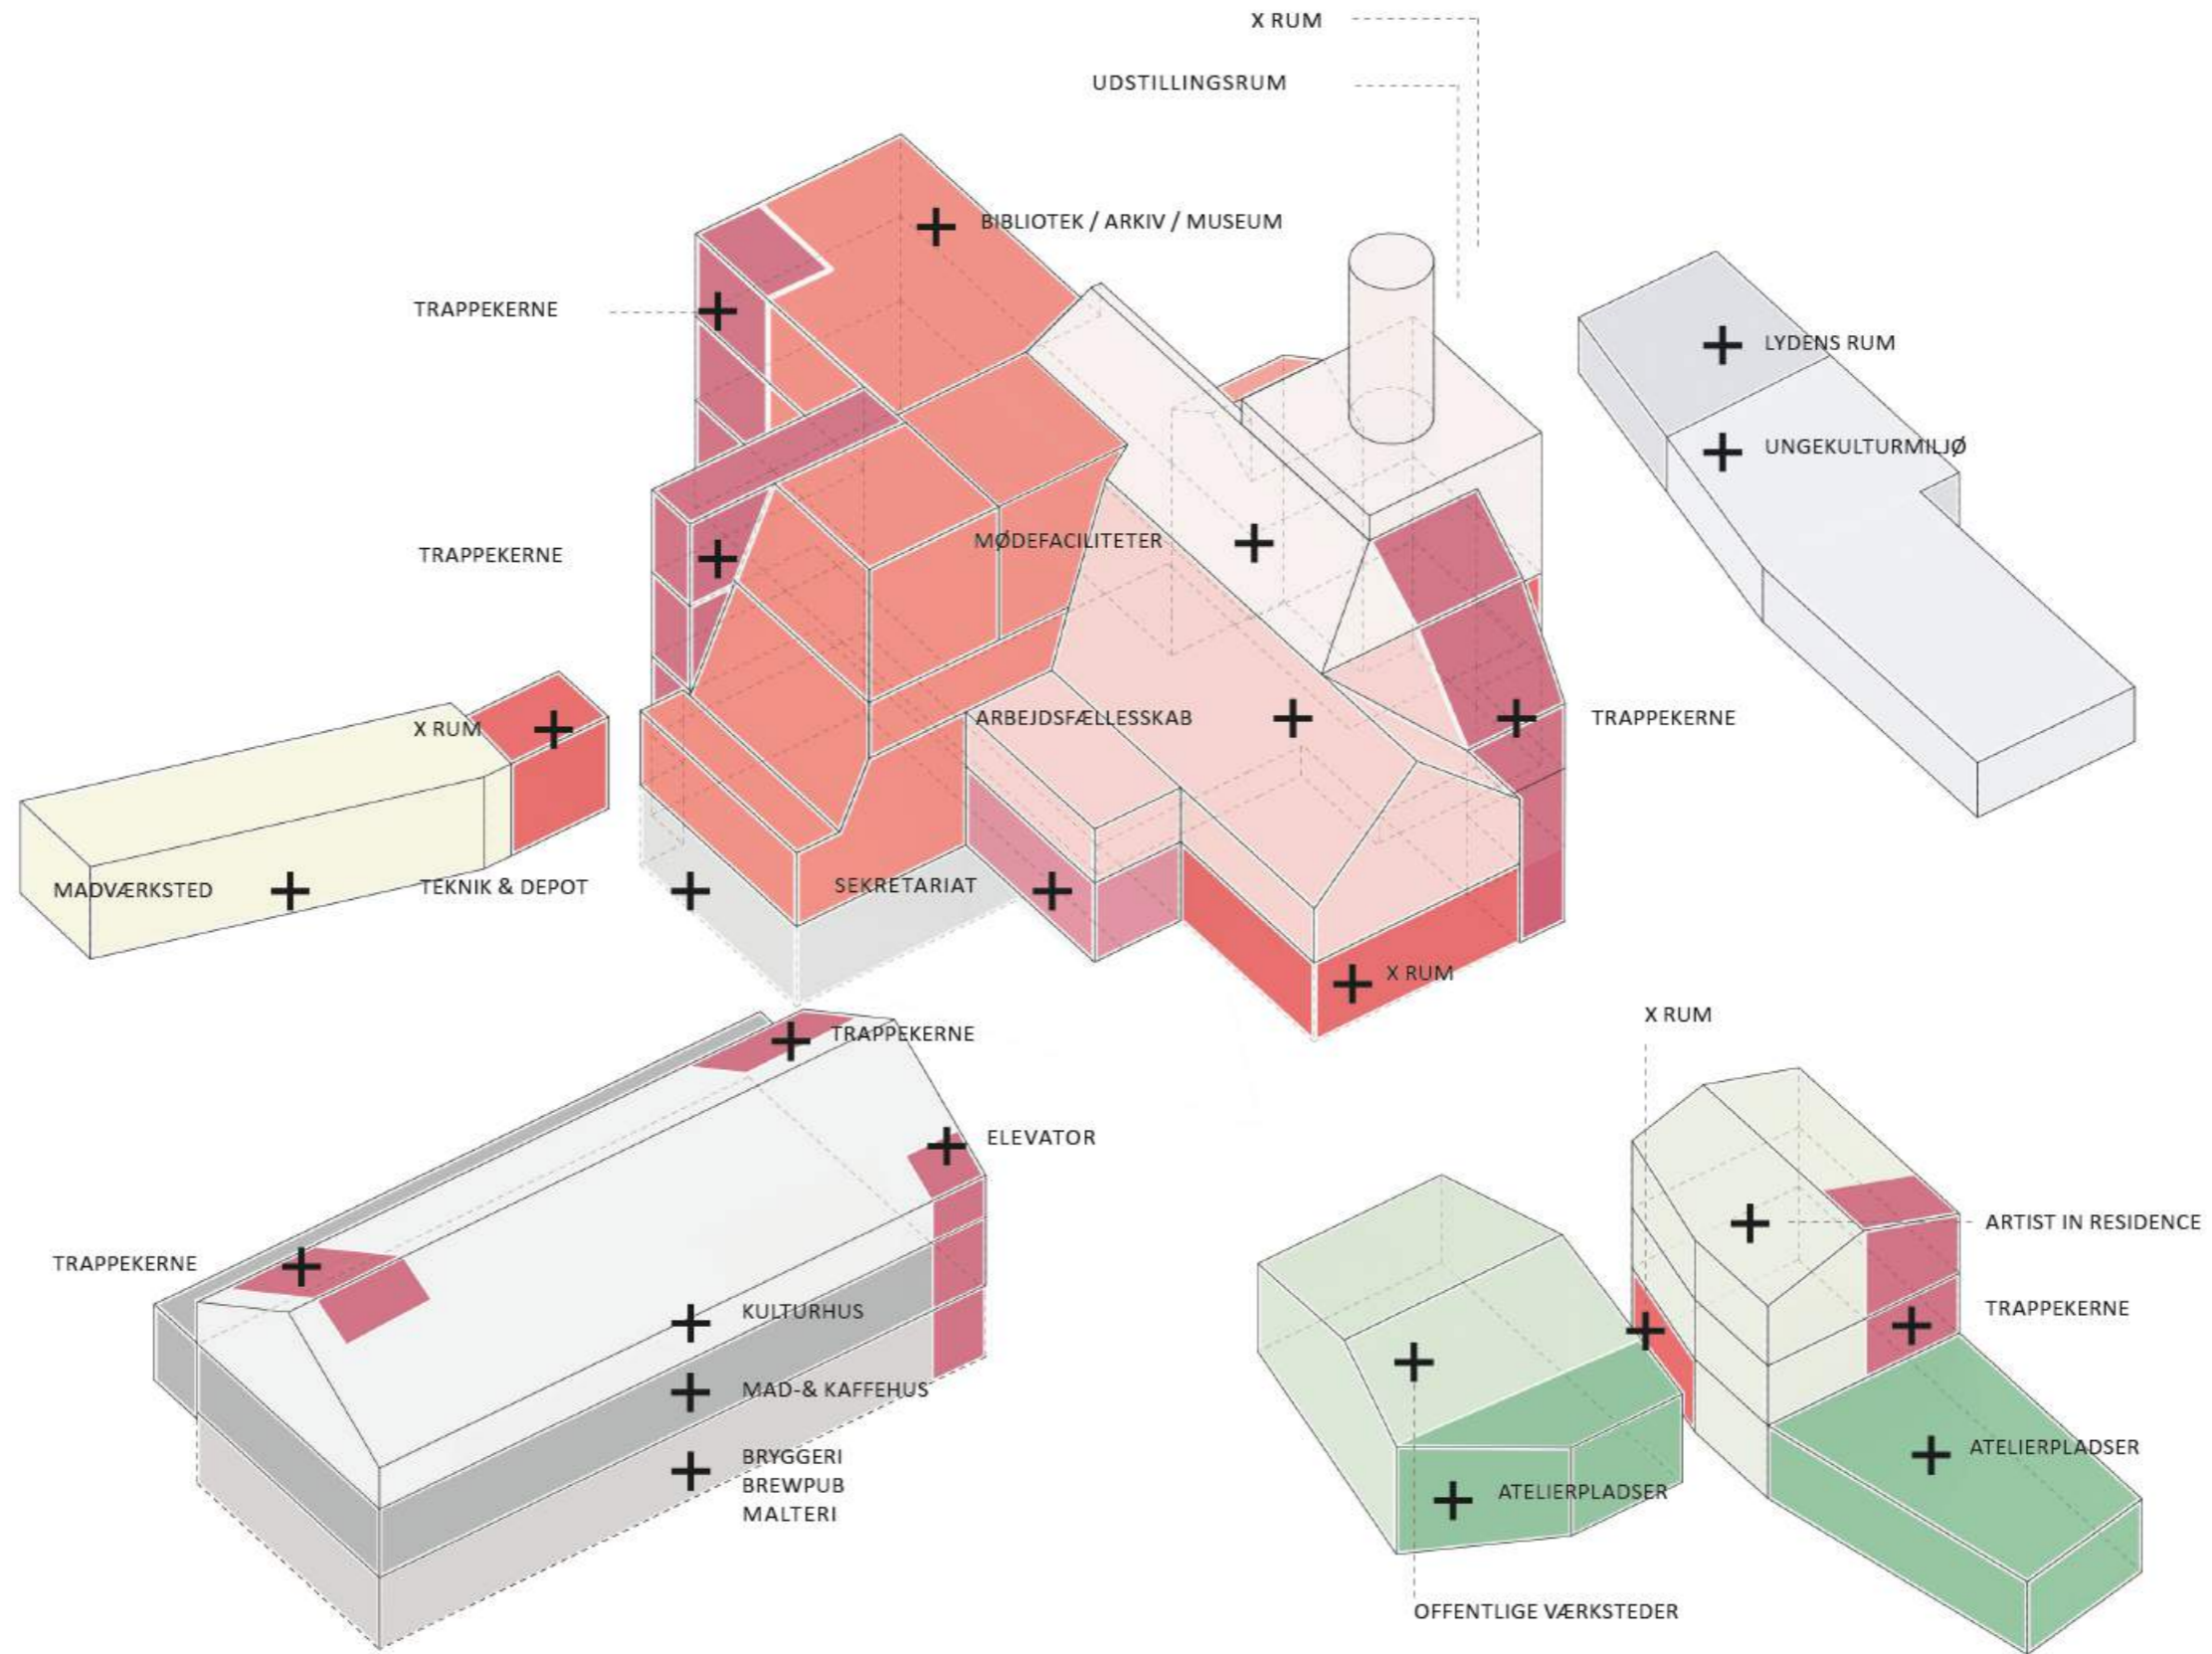 X RUM
UDSTILLINGSRUM
BIBLIOTEK / ARKIV / MUSEUM
TRAPPEKERNE
LYDENS RUM
UNGEKULTURMILJØ
MØDEFACILITETER
TRAPPEKERNE
ARBEJDSFÆLLESSKAB
TRAPPEKERNE
X RUM
MADVÆRKSTED
TEKNIK & DEPOT
SEKRETARIAT
X RUM
TRAPPEKERNE
ELEVATOR
TRAPPEKERNE
KULTURHUS
MAD-& KAFFEHUS
BRYGGERI
BREWPUB
MALTERI
X RUM
ARTIST IN RESIDENCE
TRAPPEKERNE
ATELIERPLADSER
ATELIERPLADSER
OFFENTLIGE VÆRKSTEDER